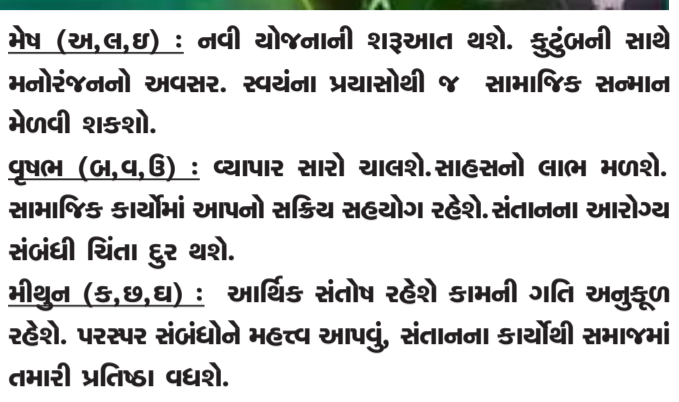 મેષ (અ,લ,ઇ) : નવી યોજનાની શરૂઆત થશે. કુટુંબની સાથે
મનોરંજનનો અવસર. સ્વયંના પ્રયાસોથી જ સામાજિક સન્માન
મેળવી શકશો.
વૃષભ (બ,વ,ઉ) : વ્યાપાર સારો ચાલશે.સાહસનો લાભ મળશે.
સામાજિક કાર્યોમાં આપનો સક્રિય સહયોગ રહેશે.સંતાનના આરોગ્ય
સંબંધી ચિંતા દુર થશે.
મીથુન (ક,છ,ઘ) : આર્થિક સંતોષ રહેશે કામની ગતિ અનુકૂળ
રહેશે. પરસ્પર સંબંધોને મહત્ત્વ આપવું, સંતાનના કાર્યોથી સમાજમાં
તમારી પ્રતિષ્ઠા વધશે.